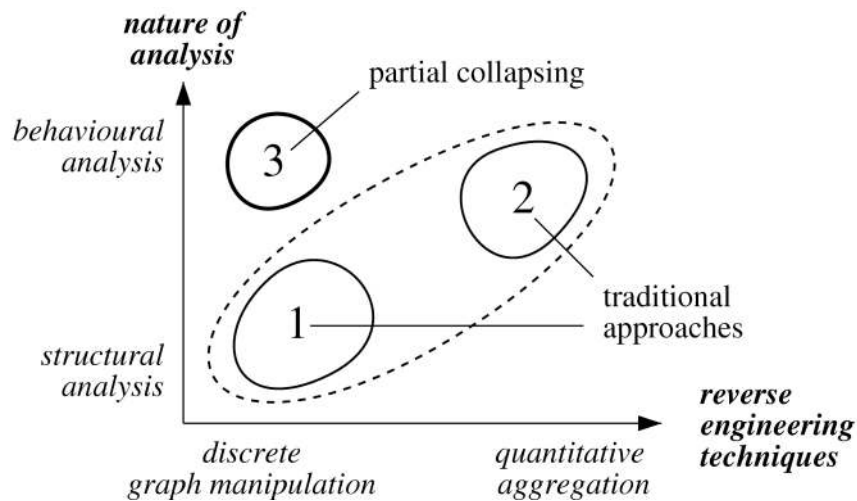 nature of
analysis
partial collapsing
behavioural
analysis
3
2
traditional
approaches
1
structural
analysis
reverse
engineering
techniques
discrete
graph manipulation
quantitative
aggregation